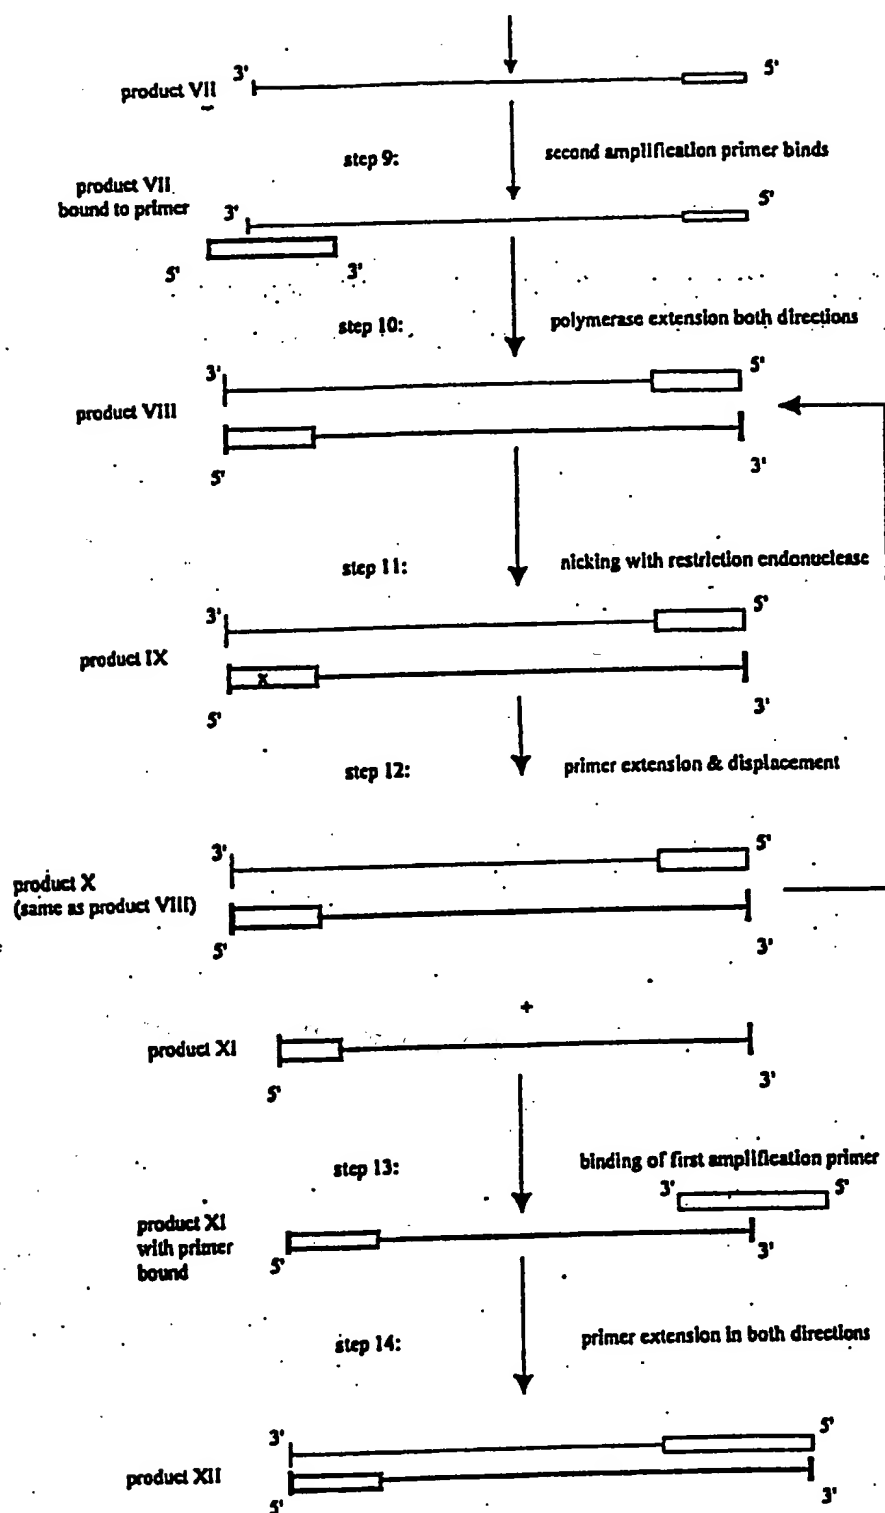 3' 5'
product VII
step 9: second amplification primer binds
product VII
bound to primer
3' 5'
5' 3'
step 10: polymerase extension both directions
3' 5'
product VIII
5' 3'
step 11: nicking with restriction endonuclease
3' 5'
product IX
x
5' 3'
step 12: primer extension & displacement
3' 5'
product X
(same as product VIII)
5' 3'
+
product XI
5' 3'
step 13: binding of first amplification primer
3' 5'
product XI
with primer
bound
5' 3'
step 14: primer extension in both directions
3' 5'
product XII
5' 3'